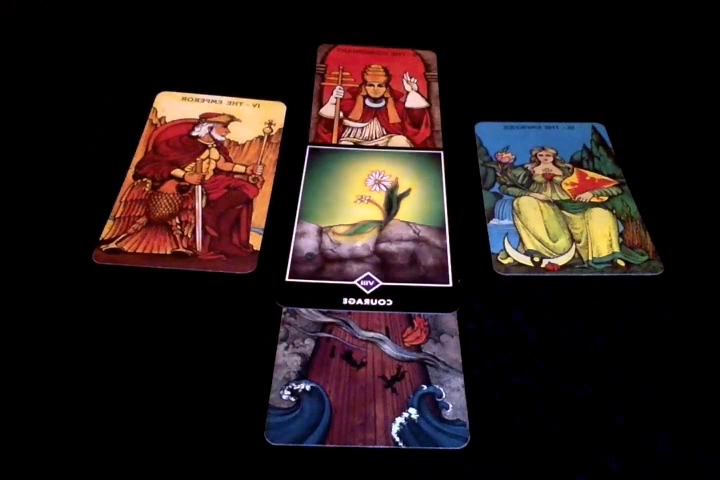 THE HIEROPHANT
IV - THE EMPEROR
III - THE EMPRESS
VIII
COURAGE